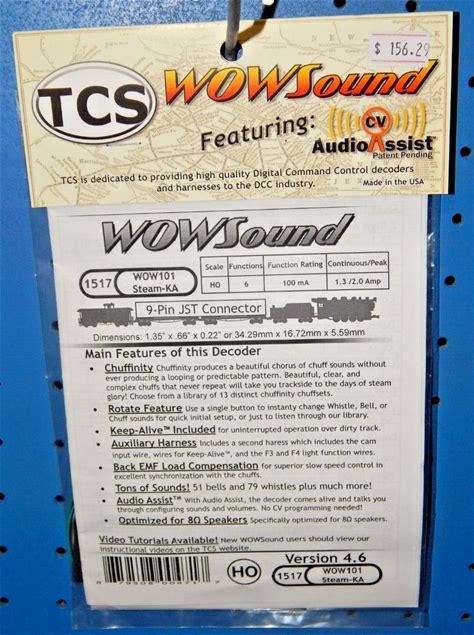 $ 156.29
TCS
WOWSound
Featuring:
CV
AudioAssist
Patent Pending
TCS is dedicated to providing high quality Digital Command Control decoders
and harnesses to the DCC industry.
Made in the USA
WOWSound
1517 WOW101
Steam-KA
Scale Functions Function Rating Continuous/Peak
HO 6 100 mA 1.3/2.0 Amp
9-Pin JST Connector
Dimensions: 1.35" x .66" x 0.22" or 34.29mm x 16.72mm x 5.59mm
Main Features of this Decoder
• Chuffinity Chuffinity produces a beautiful chorus of chuff sounds without
ever producing a looping or predictable pattern. Beautiful, clear, and
complex chuffs that never repeat will take you trackside to the days of steam
glory! Choose from a library of 13 distinct chuffinity chuffsets.
• Rotate Feature Use a single button to instantly change Whistle, Bell, or
Chuff sounds for quick initial setup, or just to listen through our library.
• Keep-Alive™ Included for uninterrupted operation over dirty track.
• Auxiliary Harness Includes a second haress which includes the cam
input wire, wires for Keep-Alive™, and the F3 and F4 light function wires.
• Back EMF Load Compensation for superior slow speed control in
excellent synchronization with the chuffs.
• Tons of Sounds! 51 bells and 79 whistles plus much more!
• Audio Assist™ With Audio Assist, the decoder comes alive and talks you
through configuring sounds and volumes. No CV programming needed!
• Optimized for 8Ω Speakers Specifically optimized for 8Ω speakers.
Video Tutorials Available! New WOWSound users should view our
instructional videos on the TCS website.
Version 4.6
HO
1517 WOW101
Steam-KA